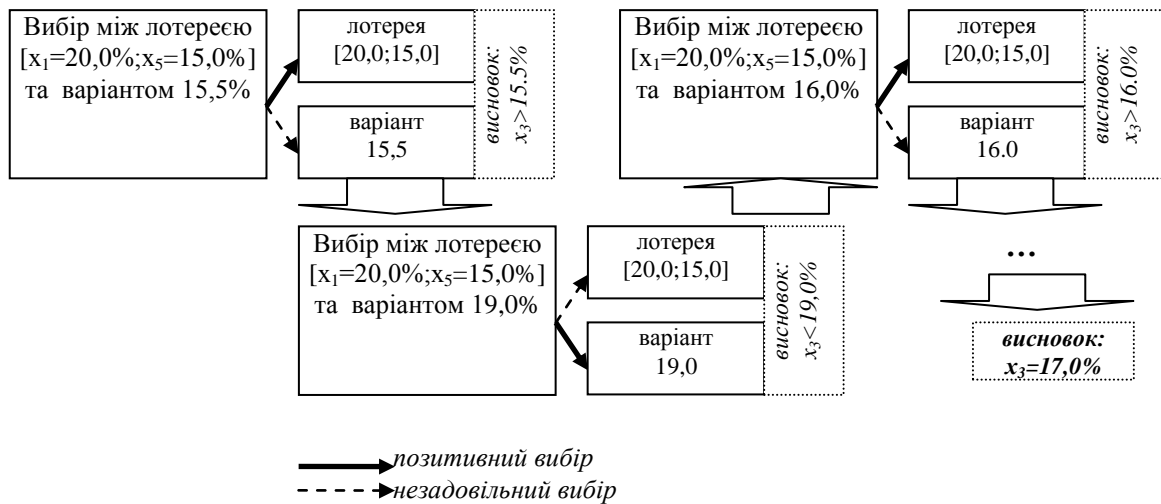 Вибір між лотереєю
[x₁=20,0%;x₅=15,0%]
та варіантом 15,5%
лотерея
[20,0;15,0]
варіант
15,5
висновок:
x₃>15.5%
Вибір між лотереєю
[x₁=20,0%;x₅=15,0%]
та варіантом 19,0%
лотерея
[20,0;15,0]
варіант
19,0
висновок:
x₃<19,0%
Вибір між лотереєю
[x₁=20,0%;x₅=15,0%]
та варіантом 16,0%
лотерея
[20,0;15,0]
варіант
16.0
висновок:
x₃>16.0%
...
висновок:
x₃=17,0%
позитивний вибір
незадовільний вибір